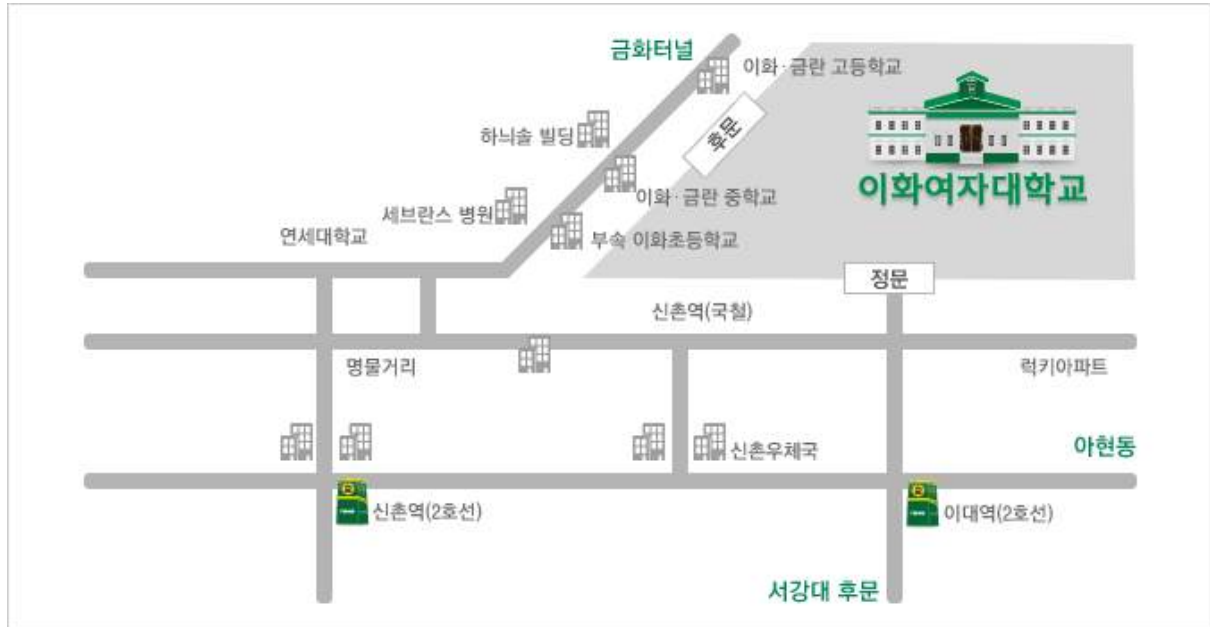 금화터널
이화·금란 고등학교
하늬솔 빌딩
후문
이화여자대학교
이화·금란 중학교
세브란스 병원
연세대학교
부속 이화초등학교
정문
신촌역(국철)
명물거리
럭키아파트
신촌우체국
아현동
신촌역(2호선)
이대역(2호선)
서강대 후문